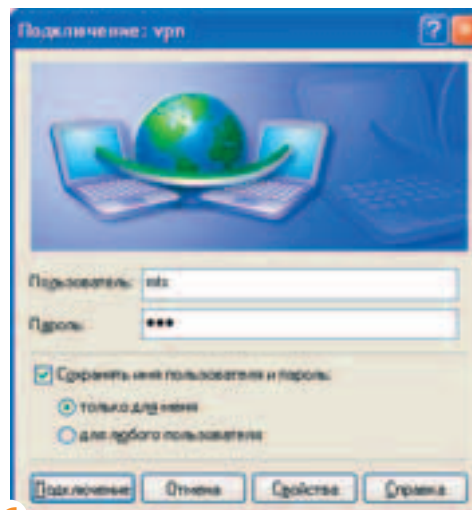 Подключение: vpn
Пользователь: mts
Пароль: •••
Сохранять имя пользователя и пароль:
только для меня
для любого пользователя
Подключение Отмена Свойства Справка